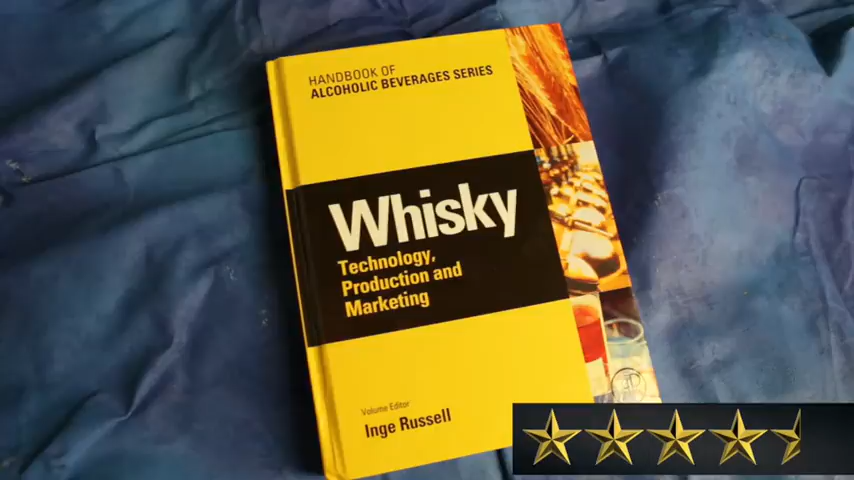 HANDBOOK OF
ALCOHOLIC BEVERAGES SERIES
Whisky
Technology,
Production and
Marketing
Volume Editor
Inge Russell